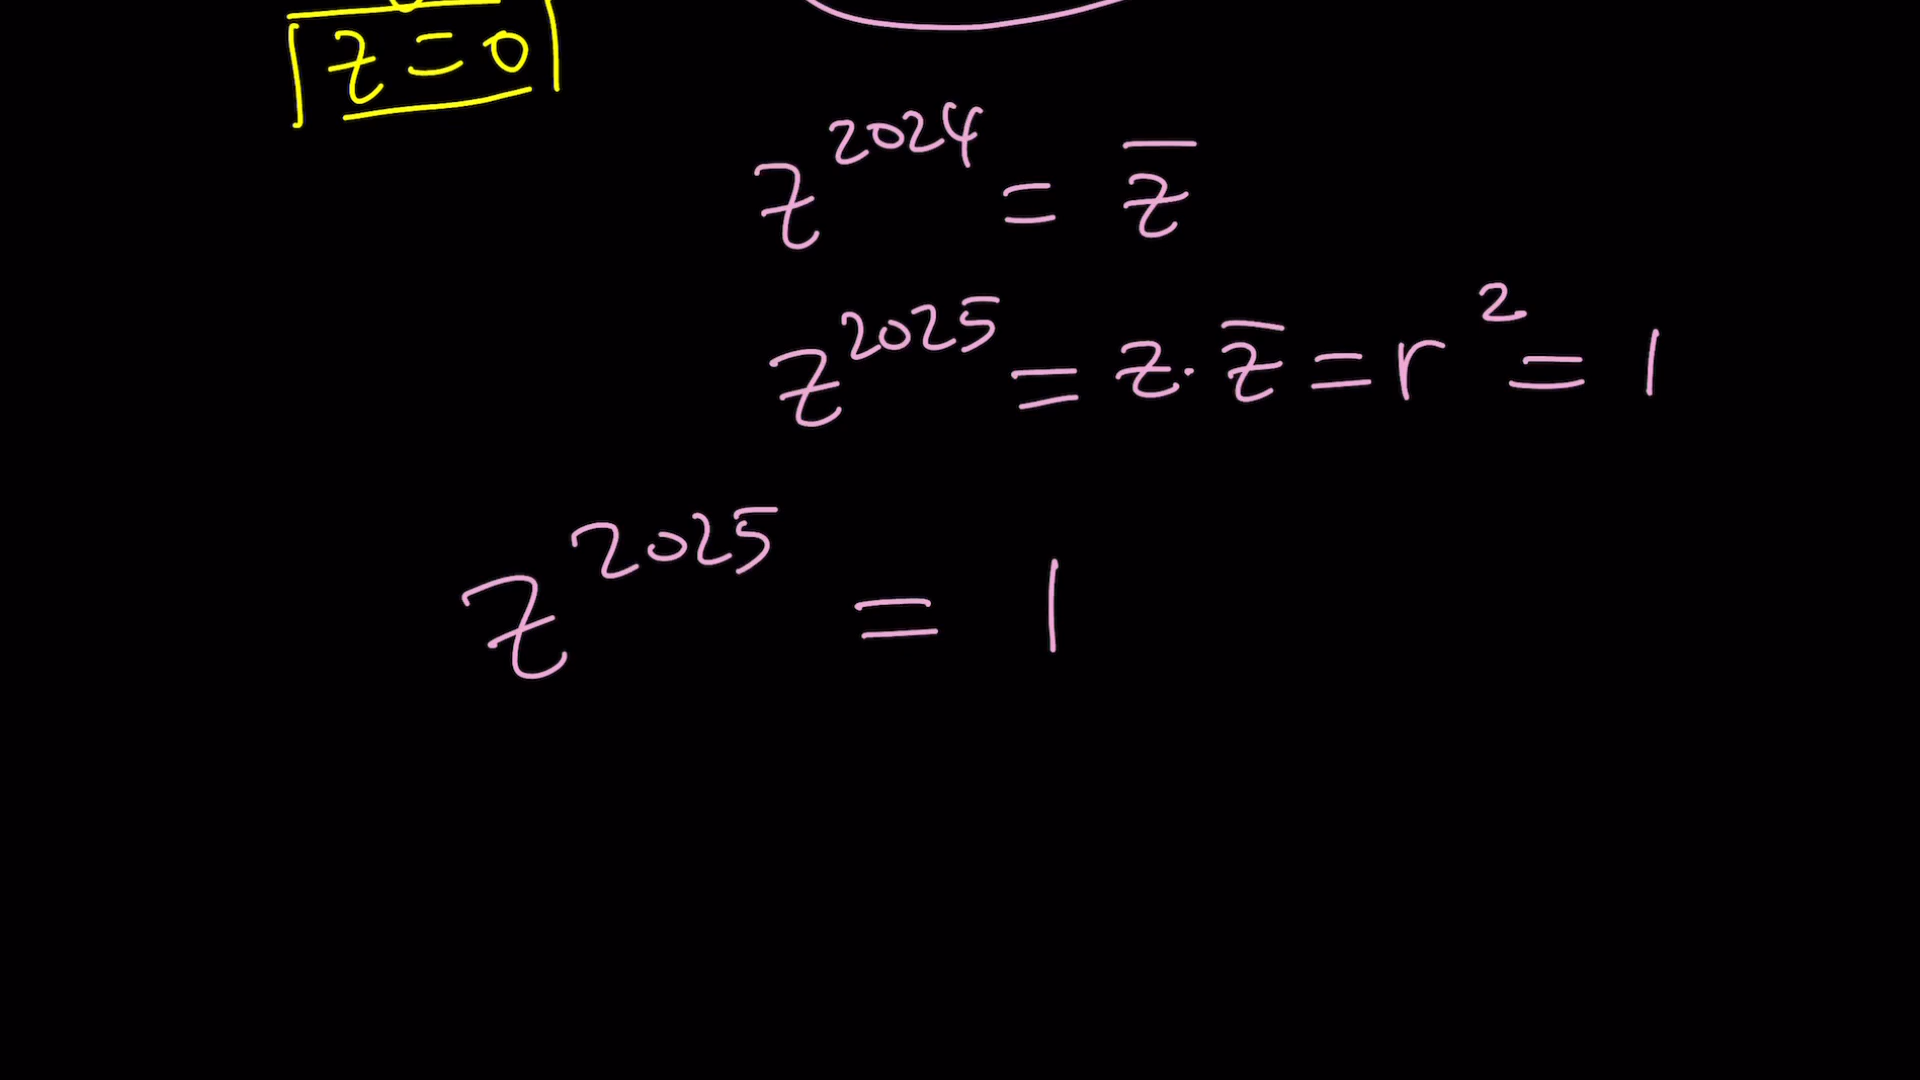 z = 0
z^2024 = z̅
z^2025 = z · z̅ = r^2 = 1
z^2025 = 1